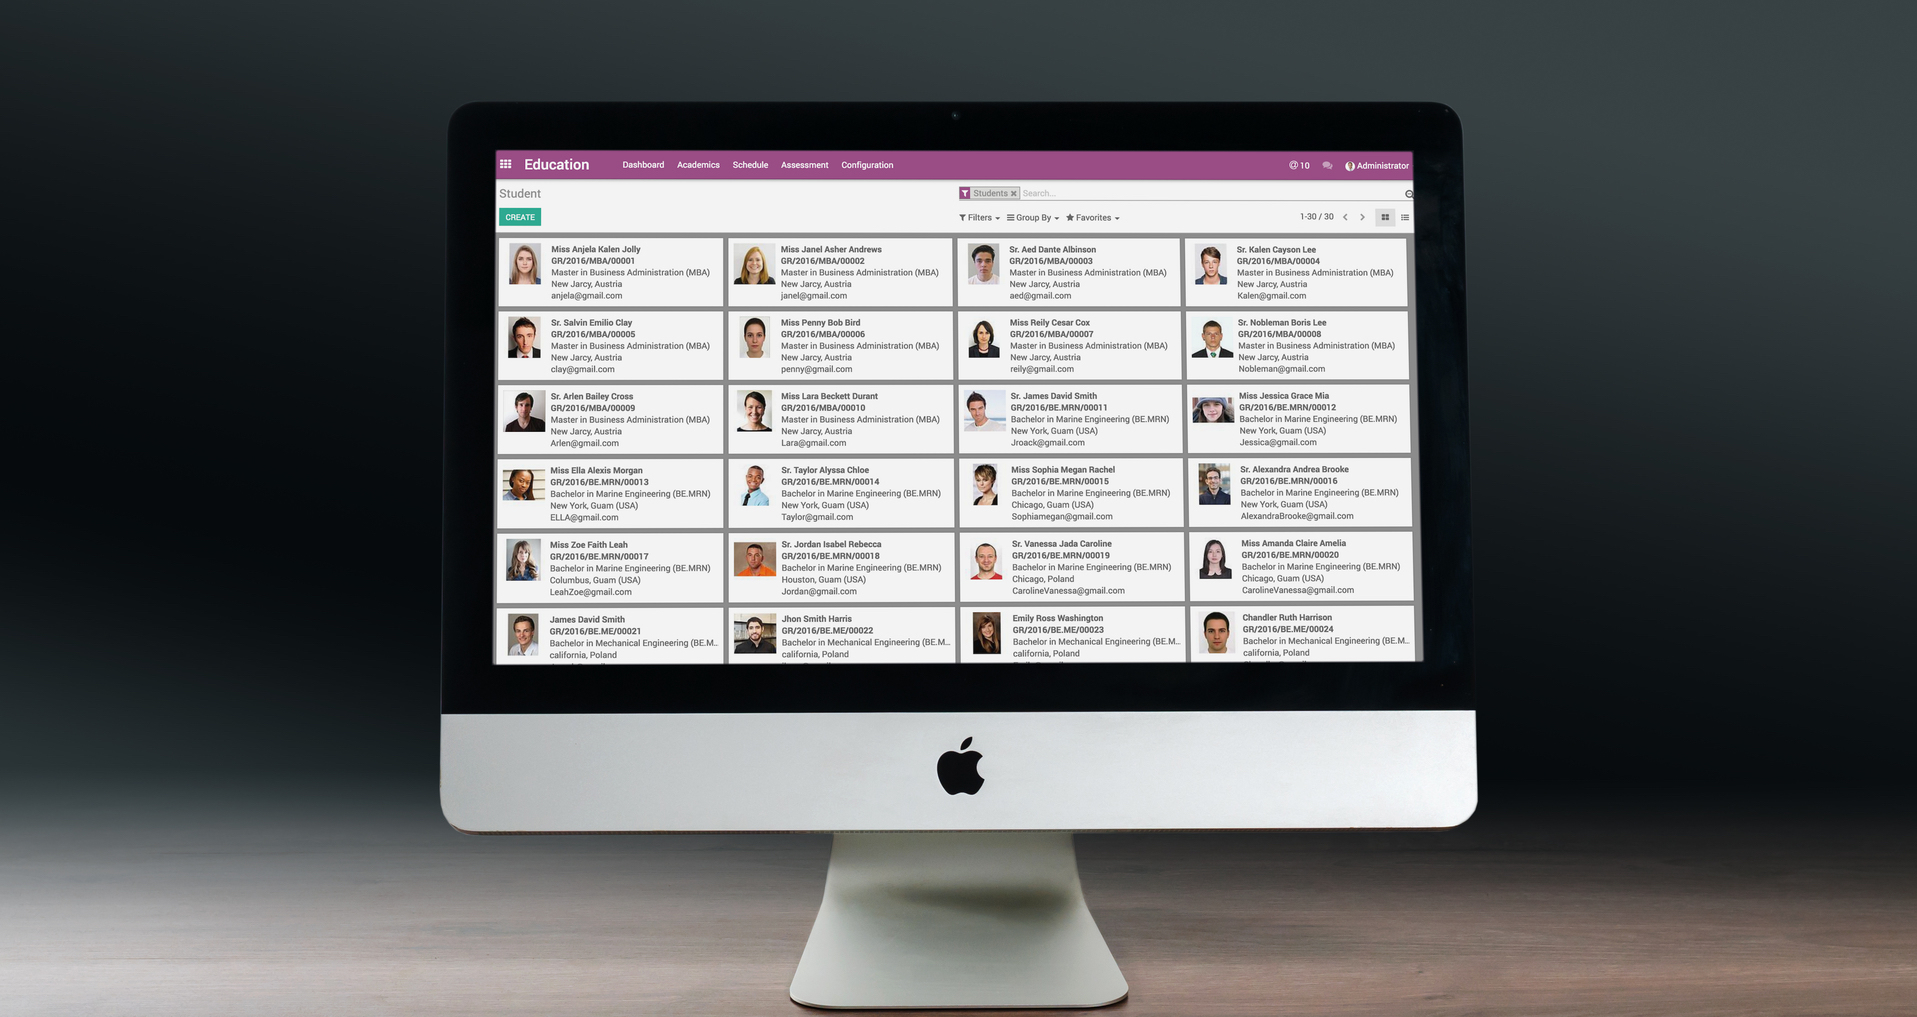 Education Dashboard Academics Schedule Assessment Configuration @ 10 Administrator
Student Students × Search...
CREATE Filters Group By Favorites 1-30 / 30
Miss Anjela Kalen Jolly
GR/2016/MBA/00001
Master in Business Administration (MBA)
New Jarcy, Austria
anjela@gmail.com
Miss Janel Asher Andrews
GR/2016/MBA/00002
Master in Business Administration (MBA)
New Jarcy, Austria
janel@gmail.com
Sr. Aed Dante Albinson
GR/2016/MBA/00003
Master in Business Administration (MBA)
New Jarcy, Austria
aed@gmail.com
Sr. Kalen Cayson Lee
GR/2016/MBA/00004
Master in Business Administration (MBA)
New Jarcy, Austria
Kalen@gmail.com
Sr. Salvin Emilio Clay
GR/2016/MBA/00005
Master in Business Administration (MBA)
New Jarcy, Austria
clay@gmail.com
Miss Penny Bob Bird
GR/2016/MBA/00006
Master in Business Administration (MBA)
New Jarcy, Austria
penny@gmail.com
Miss Reily Cesar Cox
GR/2016/MBA/00007
Master in Business Administration (MBA)
New Jarcy, Austria
reily@gmail.com
Sr. Nobleman Boris Lee
GR/2016/MBA/00008
Master in Business Administration (MBA)
New Jarcy, Austria
Nobleman@gmail.com
Sr. Arlen Bailey Cross
GR/2016/MBA/00009
Master in Business Administration (MBA)
New Jarcy, Austria
Arlen@gmail.com
Miss Lara Beckett Durant
GR/2016/MBA/00010
Master in Business Administration (MBA)
New Jarcy, Austria
Lara@gmail.com
Sr. James David Smith
GR/2016/BE.MRN/00011
Bachelor in Marine Engineering (BE.MRN)
New York, Guam (USA)
Jroack@gmail.com
Miss Jessica Grace Mia
GR/2016/BE.MRN/00012
Bachelor in Marine Engineering (BE.MRN)
New York, Guam (USA)
Jessica@gmail.com
Miss Ella Alexis Morgan
GR/2016/BE.MRN/00013
Bachelor in Marine Engineering (BE.MRN)
New York, Guam (USA)
ELLA@gmail.com
Sr. Taylor Alyssa Chloe
GR/2016/BE.MRN/00014
Bachelor in Marine Engineering (BE.MRN)
New York, Guam (USA)
Taylor@gmail.com
Miss Sophia Megan Rachel
GR/2016/BE.MRN/00015
Bachelor in Marine Engineering (BE.MRN)
Chicago, Guam (USA)
Sophiamegan@gmail.com
Sr. Alexandra Andrea Brooke
GR/2016/BE.MRN/00016
Bachelor in Marine Engineering (BE.MRN)
New York, Guam (USA)
AlexandraBrooke@gmail.com
Miss Zoe Faith Leah
GR/2016/BE.MRN/00017
Bachelor in Marine Engineering (BE.MRN)
Columbus, Guam (USA)
LeahZoe@gmail.com
Sr. Jordan Isabel Rebecca
GR/2016/BE.MRN/00018
Bachelor in Marine Engineering (BE.MRN)
Houston, Guam (USA)
Jordan@gmail.com
Sr. Vanessa Jada Caroline
GR/2016/BE.MRN/00019
Bachelor in Marine Engineering (BE.MRN)
Chicago, Poland
CarolineVanessa@gmail.com
Miss Amanda Claire Amelia
GR/2016/BE.MRN/00020
Bachelor in Marine Engineering (BE.MRN)
Chicago, Guam (USA)
CarolineVanessa@gmail.com
James David Smith
GR/2016/BE.ME/00021
Bachelor in Mechanical Engineering (BE.M..
california, Poland
Jhon Smith Harris
GR/2016/BE.ME/00022
Bachelor in Mechanical Engineering (BE.M...
california, Poland
Emily Ross Washington
GR/2016/BE.ME/00023
Bachelor in Mechanical Engineering (BE.M...
california, Poland
Chandler Ruth Harrison
GR/2016/BE.ME/00024
Bachelor in Mechanical Engineering (BE.M..
california, Poland